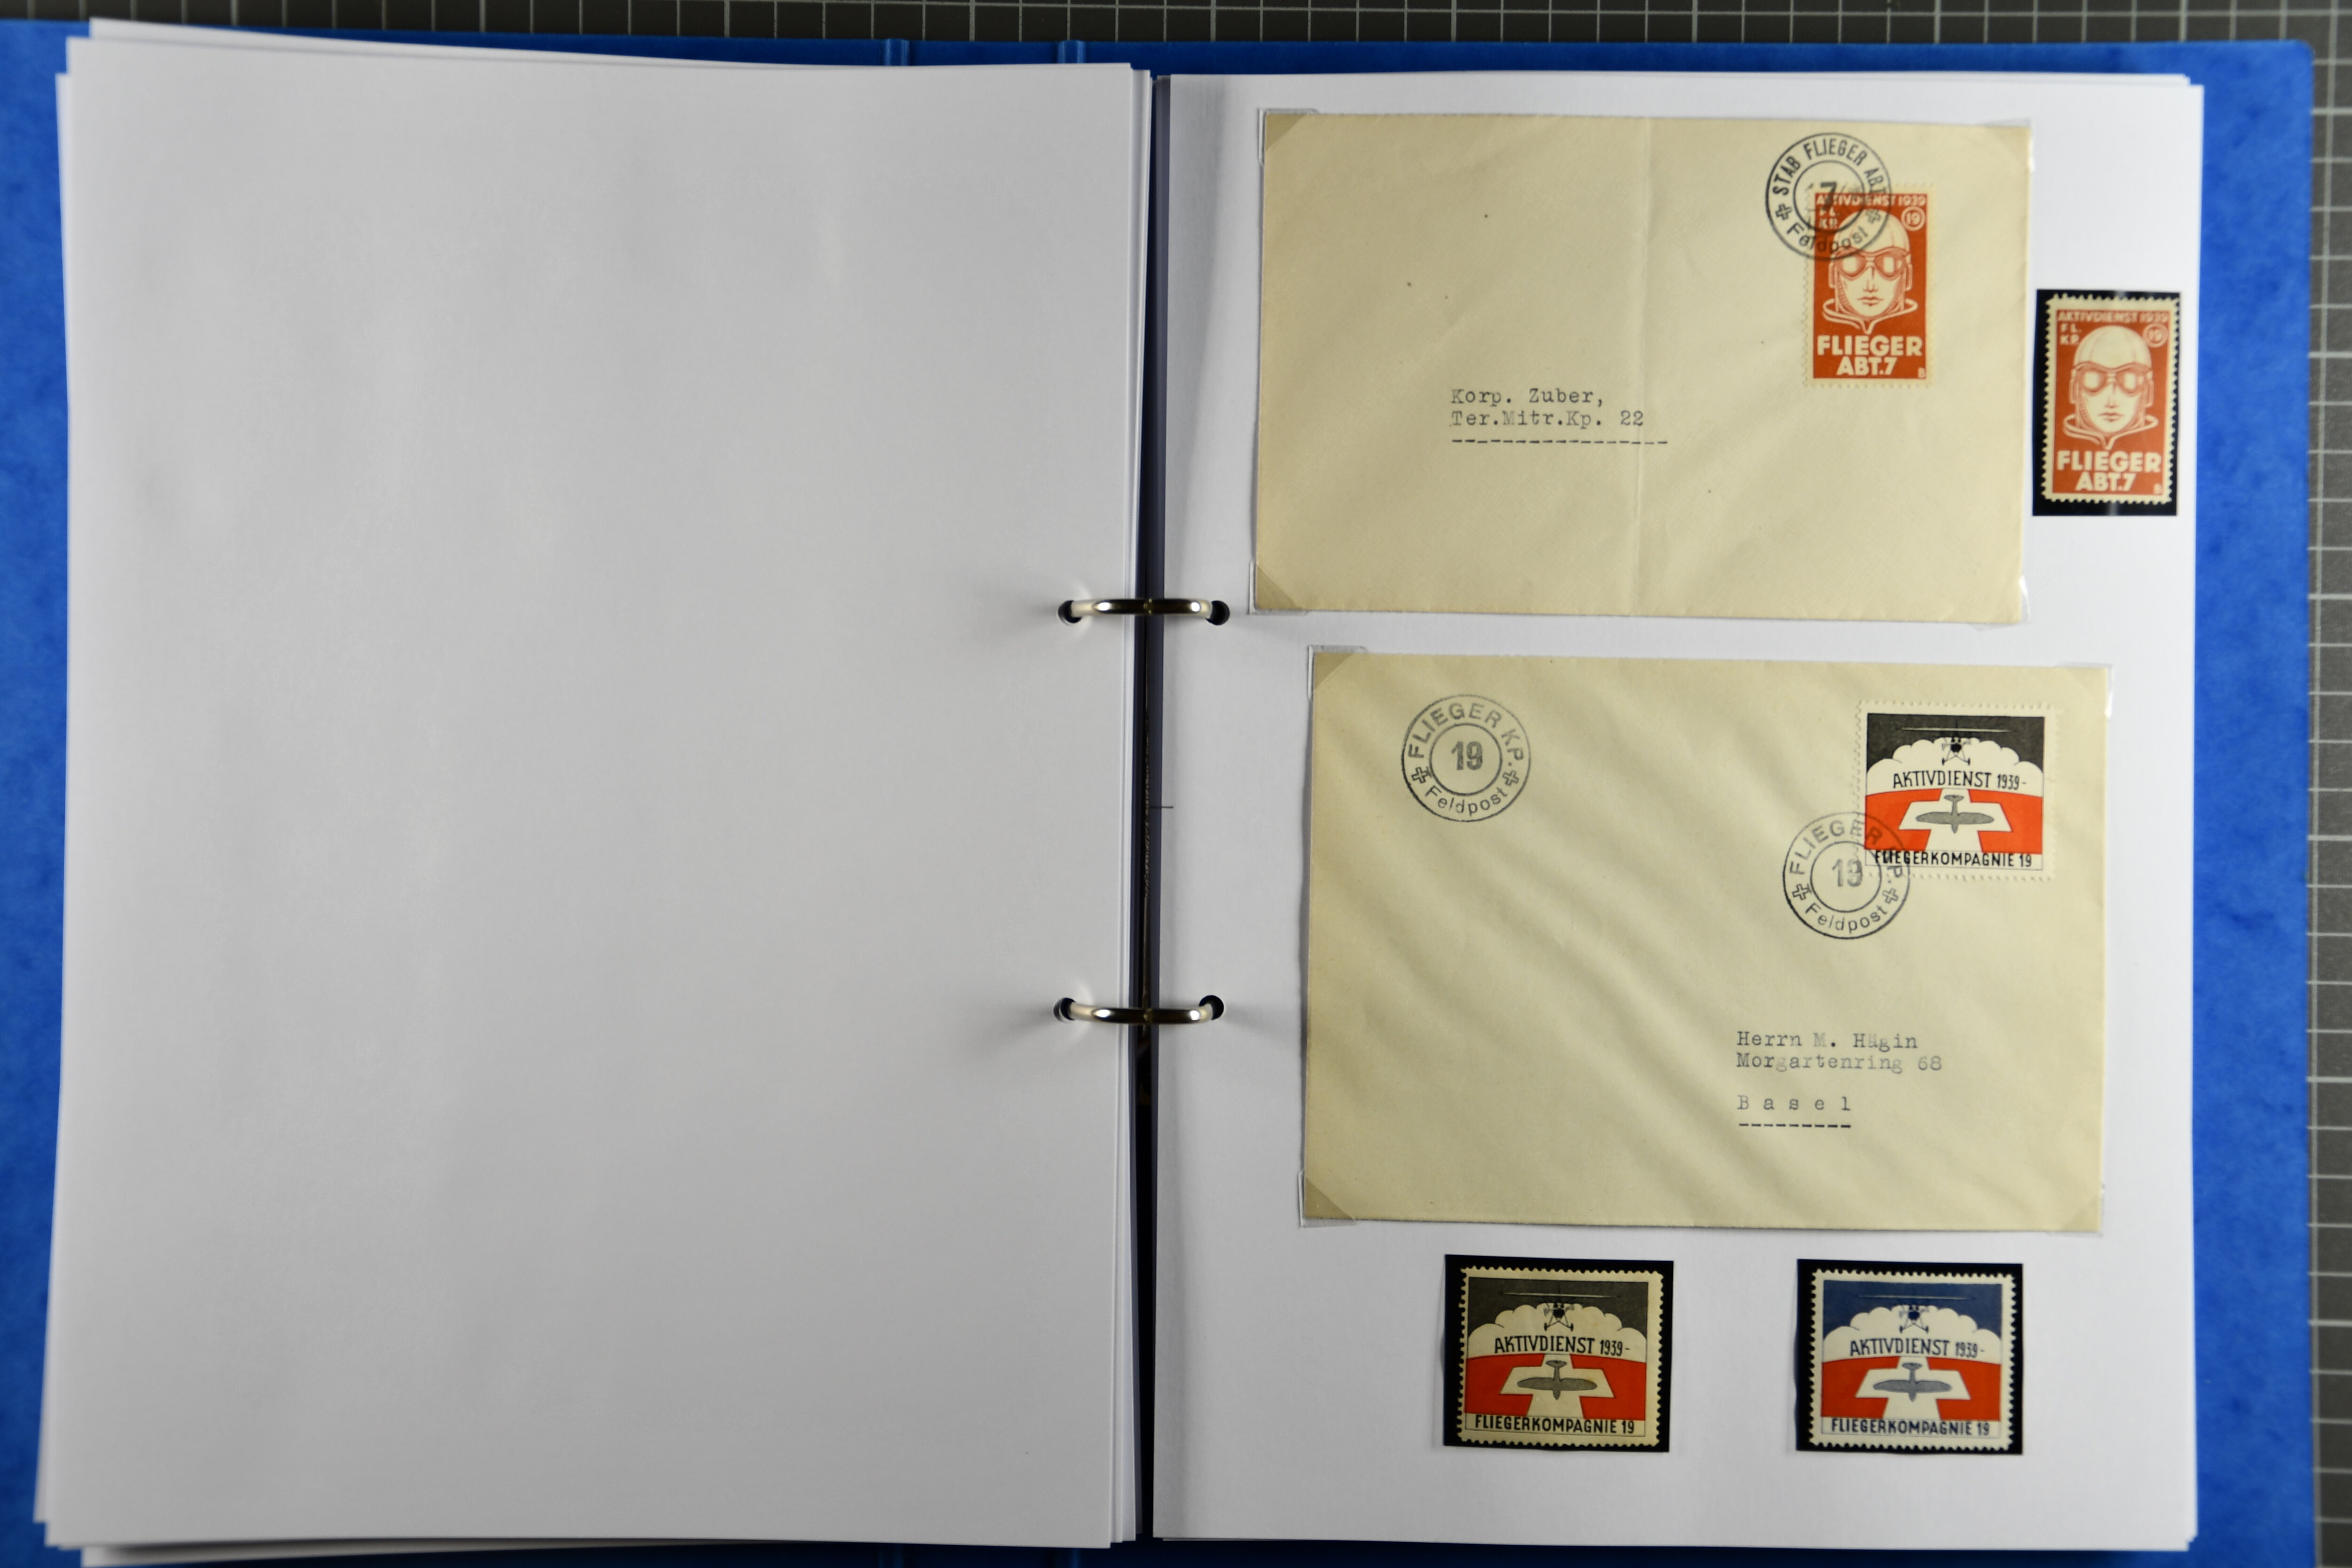 STAB FLIEGER ABT.
7
Feldpost
AKTIVDIENST 1939
FL.
KP. 19
FLIEGER
ABT.7
B
Korp. Zuber,
Ter.Mitr.Kp. 22
AKTIVDIENST 1939
FL.
KP. 19
FLIEGER
ABT.7
B
FLIEGER KP.
19
Feldpost
AKTIVDIENST 1939-
FLIEGERKOMPAGNIE 19
FLIEGER KP.
19
Feldpost
Herrn M. Hägin
Morgartenring 68
Basel
AKTIVDIENST 1939-
FLIEGERKOMPAGNIE 19
AKTIVDIENST 1939-
FLIEGERKOMPAGNIE 19